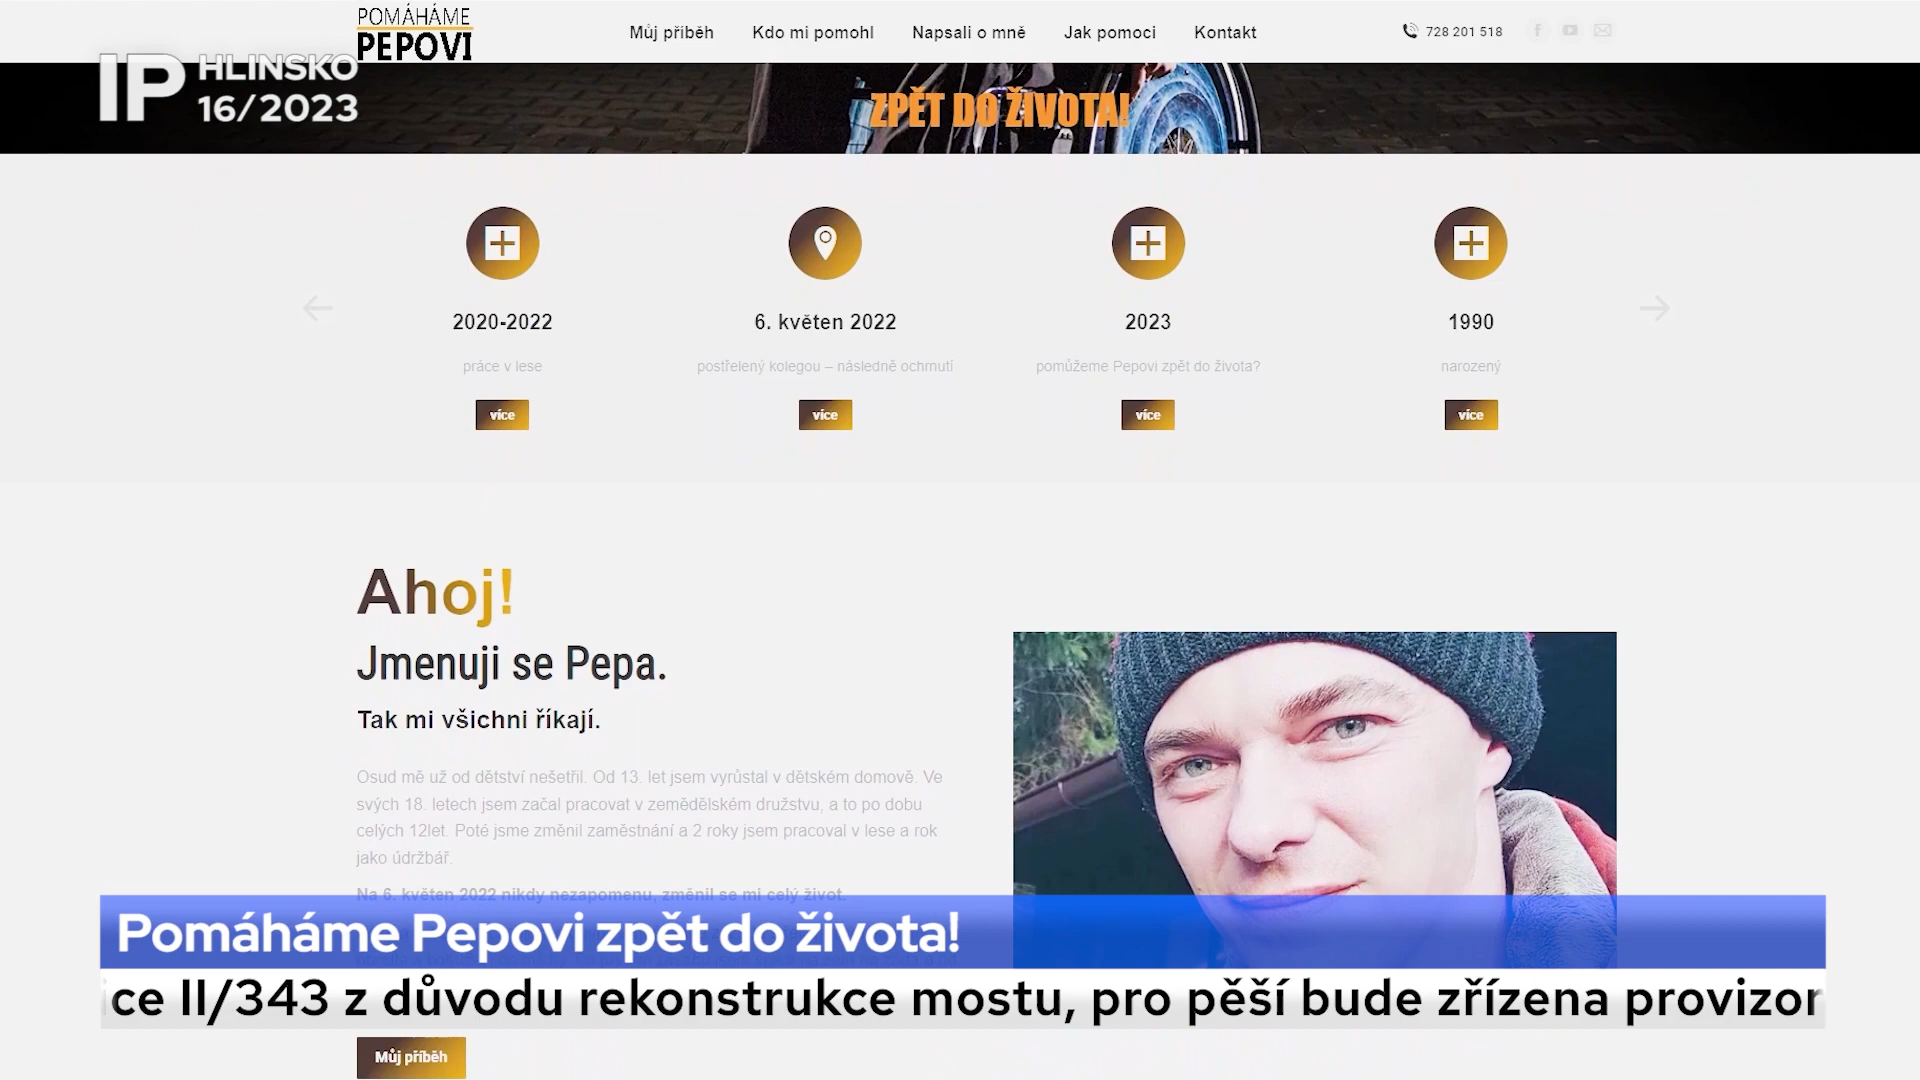 POMÁHÁME
PEPOVI
Můj příběh Kdo mi pomohl Napsali o mně Jak pomoci Kontakt 728 201 518
IP HLINSKO
16/2023
ZPĚT DO ŽIVOTA!
2020-2022
práce v lese
více
6. květen 2022
postřelený kolegou – následně ochrnutí
více
2023
pomůžeme Pepovi zpět do života?
více
1990
narozený
více
Ahoj!
Jmenuji se Pepa.
Tak mi všichni říkají.
Osud mě už od dětství nešetřil. Od 13. let jsem vyrůstal v dětském domově. Ve
svých 18. letech jsem začal pracovat v zemědělském družstvu, a to po dobu
celých 12let. Poté jsme změnil zaměstnání a 2 roky jsem pracoval v lese a rok
jako údržbář.
Na 6. květen 2022 nikdy nezapomenu, změnil se mi celý život.
Pomáháme Pepovi zpět do života!
ice II/343 z důvodu rekonstrukce mostu, pro pěší bude zřízena provizor
Můj příběh